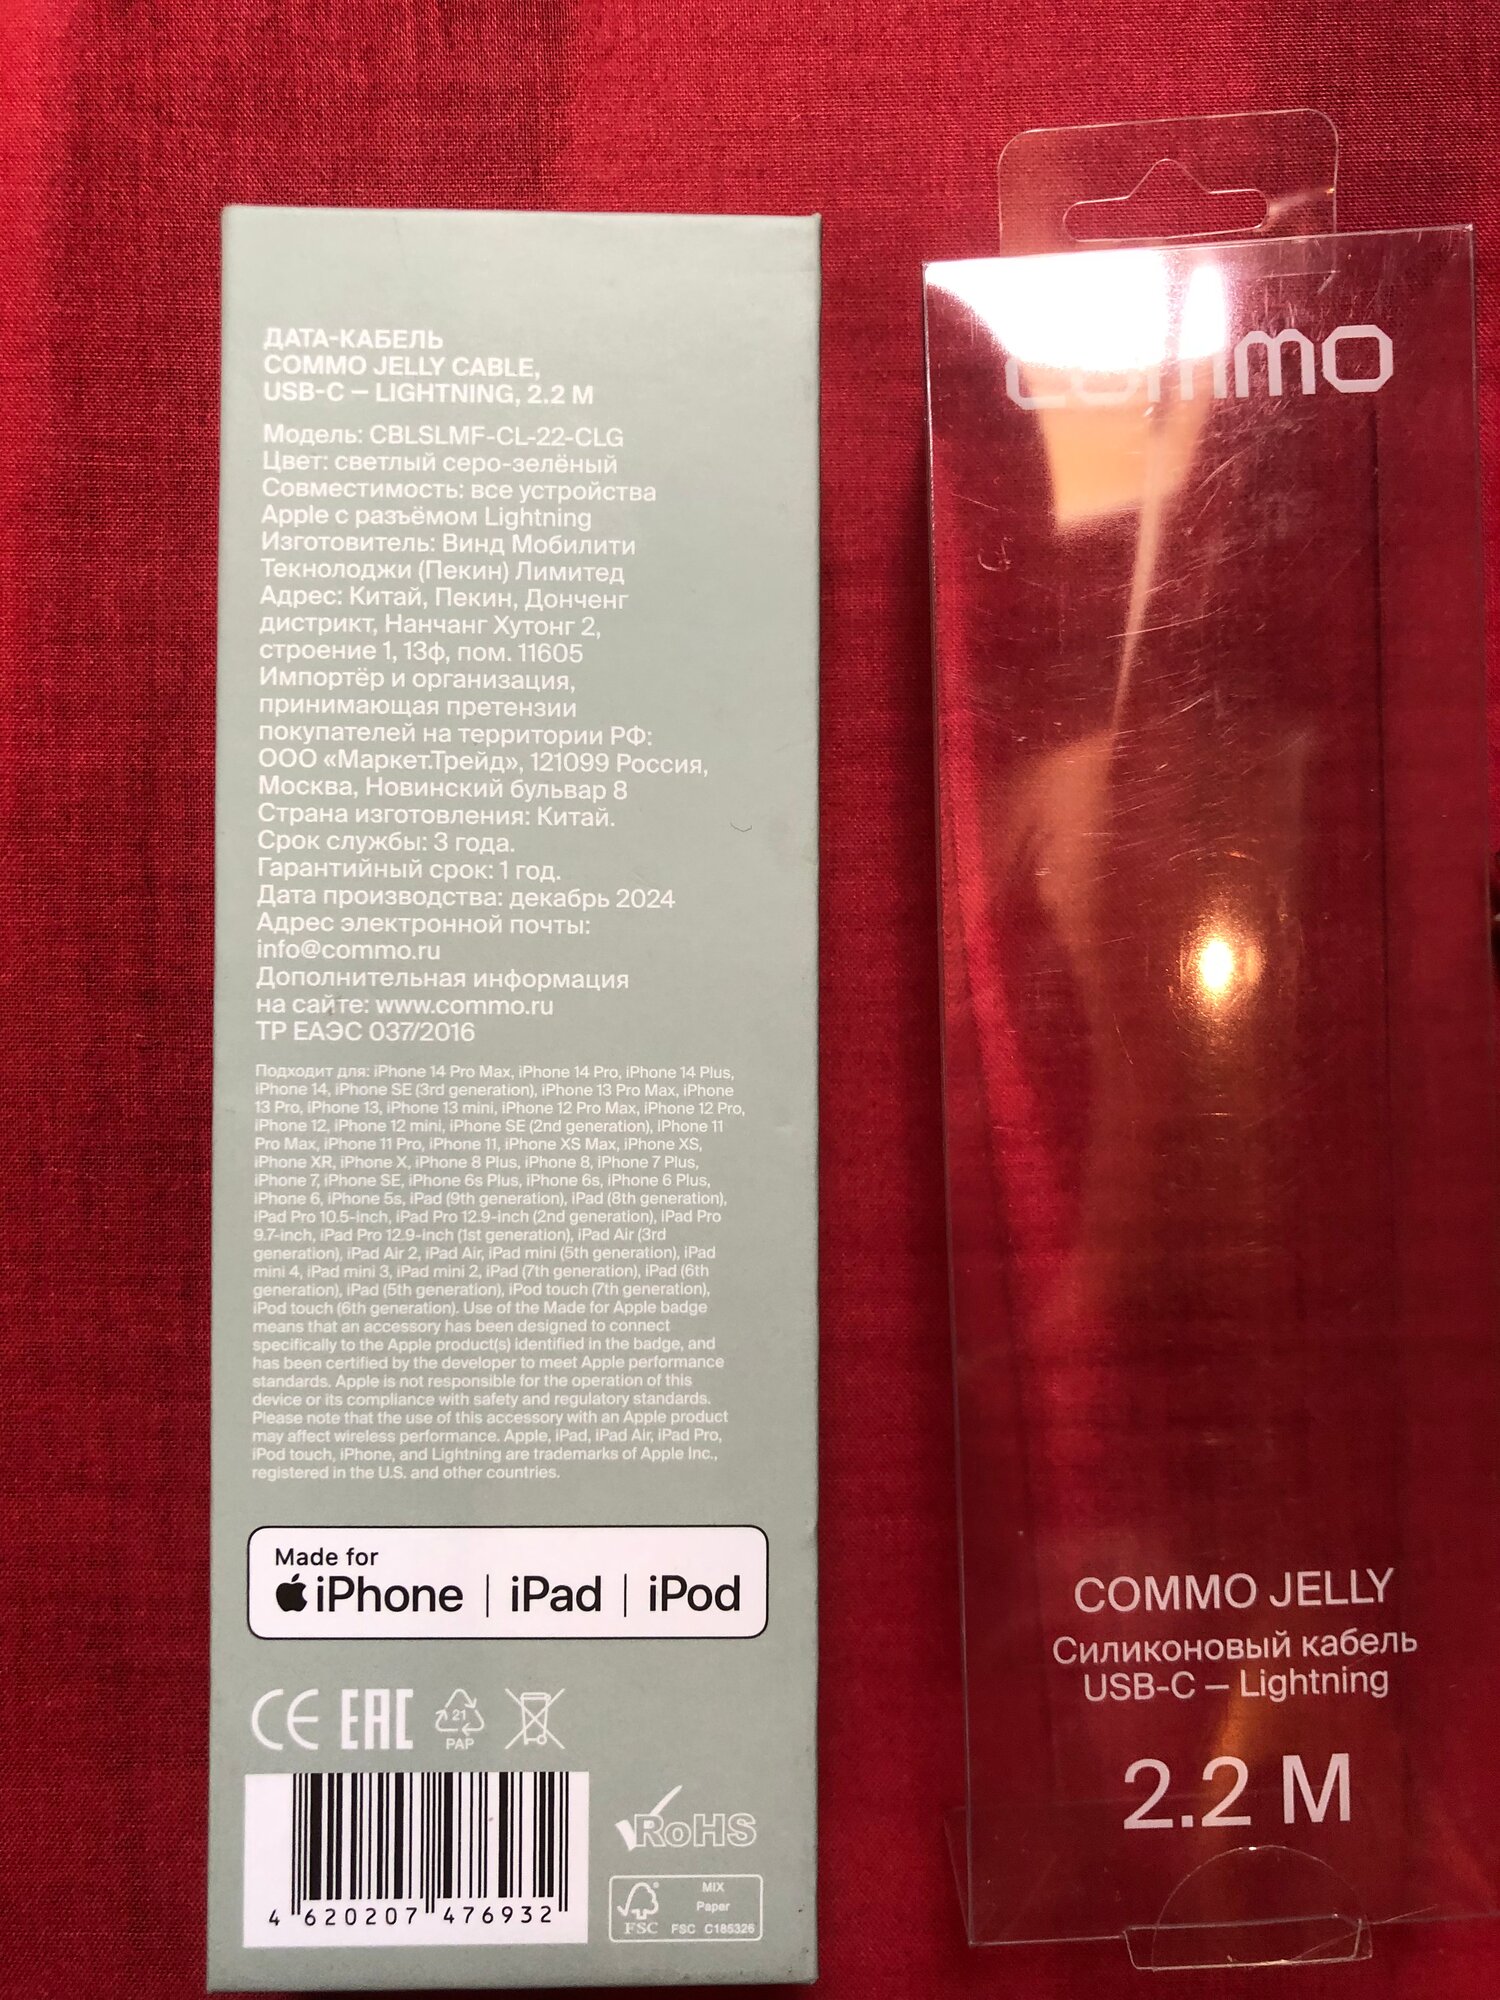 ДАТА-КАБЕЛЬ
COMMO JELLY CABLE,
USB-C – LIGHTNING, 2.2 M
Модель: CBLSLMF-CL-22-CLG
Цвет: светлый серо-зелёный
Совместимость: все устройства
Apple с разъёмом Lightning
Изготовитель: Винд Мобилити
Текнолоджи (Пекин) Лимитед
Адрес: Китай, Пекин, Донченг
дистрикт, Нанчанг Хутонг 2,
строение 1, 13ф, пом. 11605
Импортёр и организация,
принимающая претензии
покупателей на территории РФ:
ООО «Маркет.Трейд», 121099 Россия,
Москва, Новинский бульвар 8
Страна изготовления: Китай.
Срок службы: 3 года.
Гарантийный срок: 1 год.
Дата производства: декабрь 2024
Адрес электронной почты:
info@commo.ru
Дополнительная информация
на сайте: www.commo.ru
ТР ЕАЭС 037/2016
Подходит для: iPhone 14 Pro Max, iPhone 14 Pro, iPhone 14 Plus,
iPhone 14, iPhone SE (3rd generation), iPhone 13 Pro Max, iPhone
13 Pro, iPhone 13, iPhone 13 mini, iPhone 12 Pro Max, iPhone 12 Pro,
iPhone 12, iPhone 12 mini, iPhone SE (2nd generation), iPhone 11
Pro Max, iPhone 11 Pro, iPhone 11, iPhone XS Max, iPhone XS,
iPhone XR, iPhone X, iPhone 8 Plus, iPhone 8, iPhone 7 Plus,
iPhone 7, iPhone SE, iPhone 6s Plus, iPhone 6s, iPhone 6 Plus,
iPhone 6, iPhone 5s, iPad (9th generation), iPad (8th generation),
iPad Pro 10.5-inch, iPad Pro 12.9-inch (2nd generation), iPad Pro
9.7-inch, iPad Pro 12.9-inch (1st generation), iPad Air (3rd
generation), iPad Air 2, iPad Air, iPad mini (5th generation), iPad
mini 4, iPad mini 3, iPad mini 2, iPad (7th generation), iPad (6th
generation), iPad (5th generation), iPod touch (7th generation),
iPod touch (6th generation). Use of the Made for Apple badge
means that an accessory has been designed to connect
specifically to the Apple product(s) identified in the badge, and
has been certified by the developer to meet Apple performance
standards. Apple is not responsible for the operation of this
device or its compliance with safety and regulatory standards.
Please note that the use of this accessory with an Apple product
may affect wireless performance. Apple, iPad, iPad Air, iPad Pro,
iPod touch, iPhone, and Lightning are trademarks of Apple Inc.,
registered in the U.S. and other countries.
Made for
iPhone | iPad | iPod
CE EAC 21
PAP
RoHS
MIX
Paper
FSC FSC C185326
4 620207 476932
commo
COMMO JELLY
Силиконовый кабель
USB-C – Lightning
2.2 M